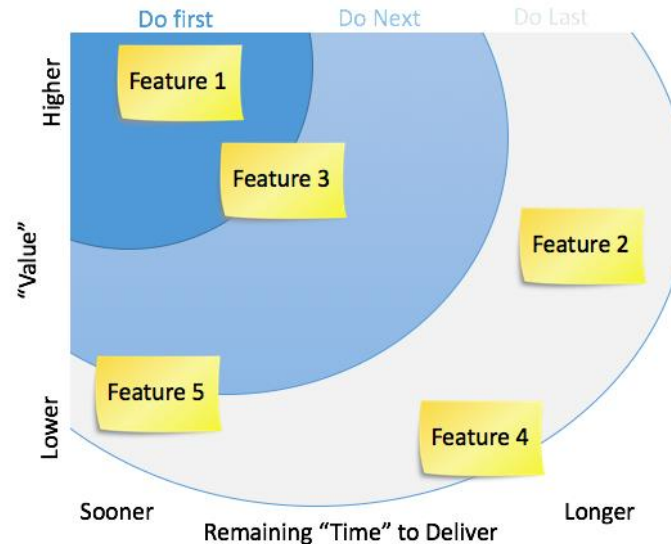 Do first
Do Next
Do Last
Higher
"Value"
Lower
Feature 1
Feature 3
Feature 2
Feature 5
Feature 4
Sooner
Longer
Remaining “Time” to Deliver